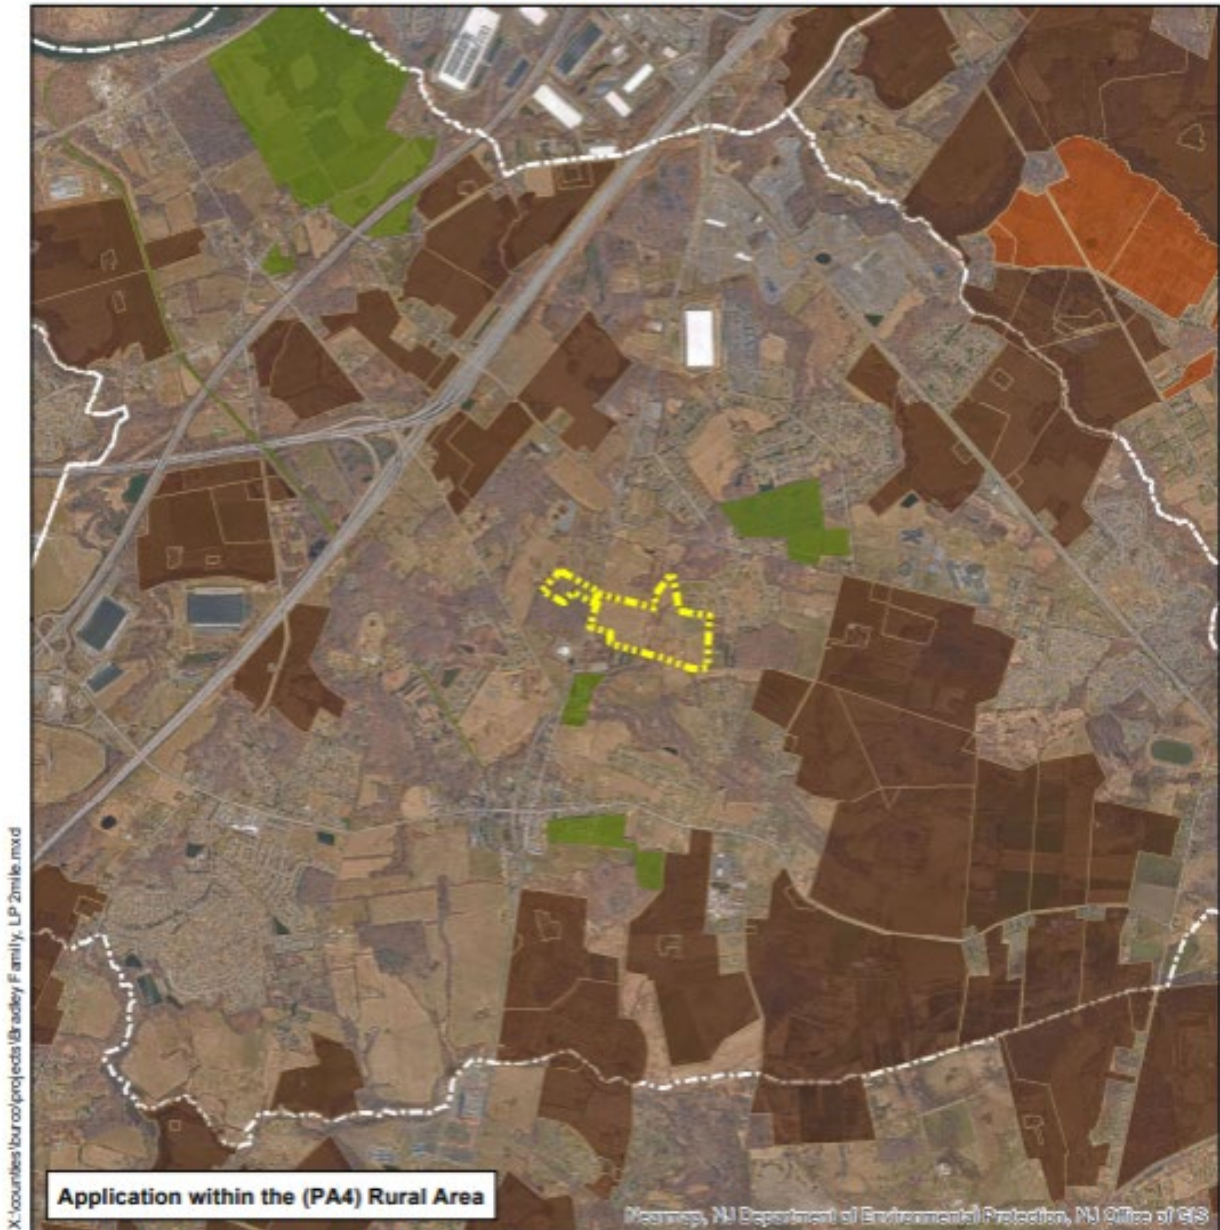 X:\counties\burco\projects\Bradley Family, LP 2mile.mxd
Application within the (PA4) Rural Area
Nearmap, NJ Department of Environmental Protection, NJ Office of GIS